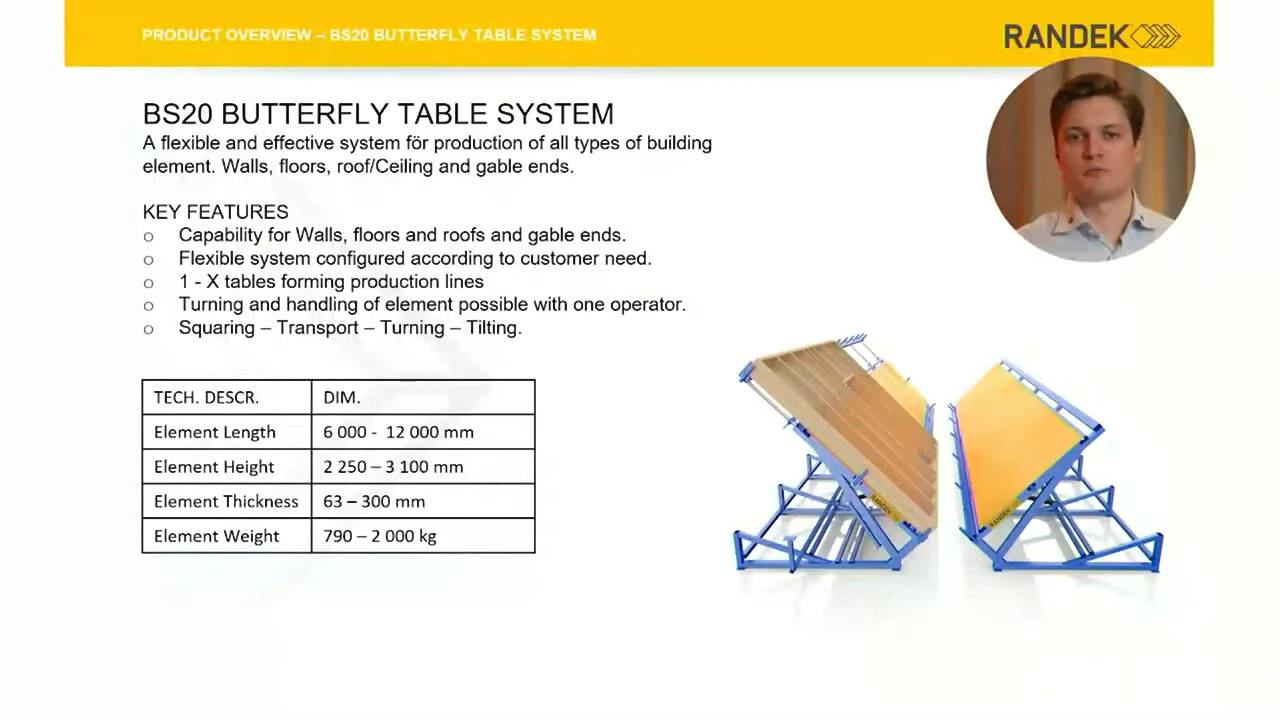 PRODUCT OVERVIEW – BS20 BUTTERFLY TABLE SYSTEM
RANDEK
BS20 BUTTERFLY TABLE SYSTEM
A flexible and effective system för production of all types of building
element. Walls, floors, roof/Ceiling and gable ends.
KEY FEATURES
o Capability for Walls, floors and roofs and gable ends.
o Flexible system configured according to customer need.
o 1 - X tables forming production lines
o Turning and handling of element possible with one operator.
o Squaring – Transport – Turning – Tilting.
TECH. DESCR. DIM.
Element Length 6 000 - 12 000 mm
Element Height 2 250 – 3 100 mm
Element Thickness 63 – 300 mm
Element Weight 790 – 2 000 kg
RANDEK
RANDEK